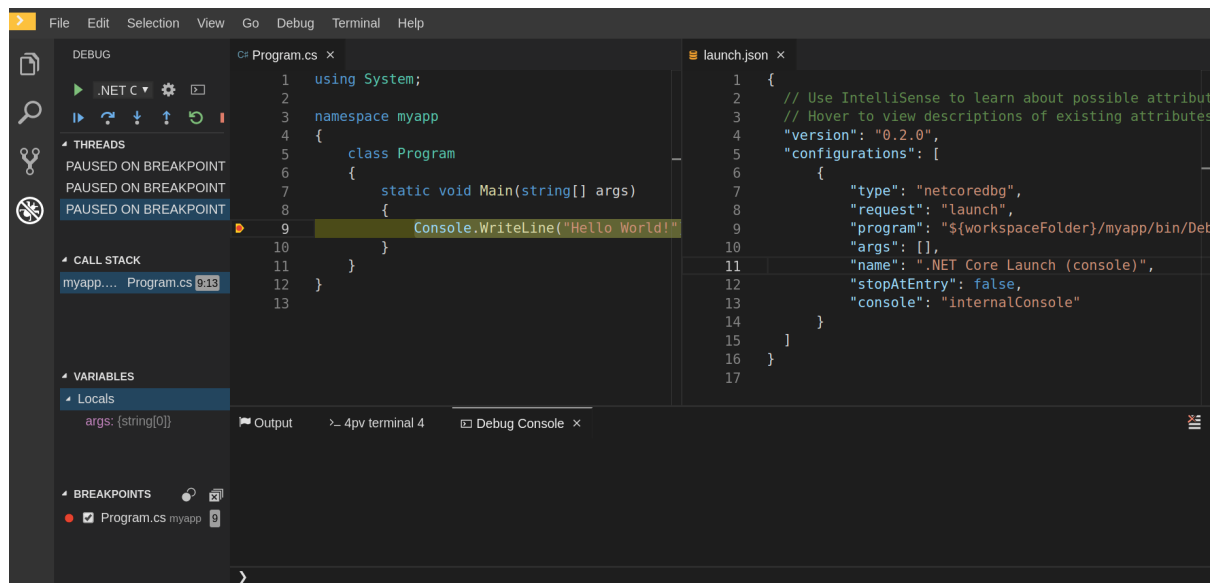 File Edit Selection View Go Debug Terminal Help
DEBUG
.NET C
THREADS
PAUSED ON BREAKPOINT
PAUSED ON BREAKPOINT
PAUSED ON BREAKPOINT
CALL STACK
myapp.... Program.cs 9:13
VARIABLES
Locals
args: {string[0]}
BREAKPOINTS
Program.cs myapp 9
C# Program.cs ×
1 using System;
2
3 namespace myapp
4 {
5     class Program
6     {
7         static void Main(string[] args)
8         {
9             Console.WriteLine("Hello World!"
10         }
11     }
12 }
13
launch.json ×
1 {
2   // Use IntelliSense to learn about possible attribut
3   // Hover to view descriptions of existing attributes
4   "version": "0.2.0",
5   "configurations": [
6       {
7           "type": "netcoredbg",
8           "request": "launch",
9           "program": "${workspaceFolder}/myapp/bin/Deb
10           "args": [],
11           "name": ".NET Core Launch (console)",
12           "stopAtEntry": false,
13           "console": "internalConsole"
14       }
15   ]
16 }
17
Output >_ 4pv terminal 4 Debug Console ×
❯